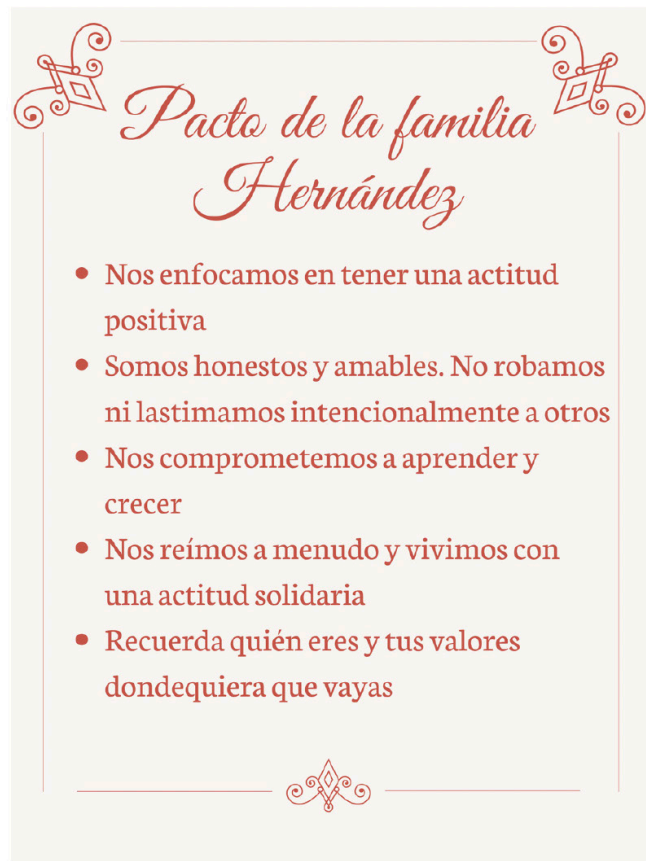 Pacto de la familia
Hernández
• Nos enfocamos en tener una actitud
positiva
• Somos honestos y amables. No robamos
ni lastimamos intencionalmente a otros
• Nos comprometemos a aprender y
crecer
• Nos reímos a menudo y vivimos con
una actitud solidaria
• Recuerda quién eres y tus valores
dondequiera que vayas